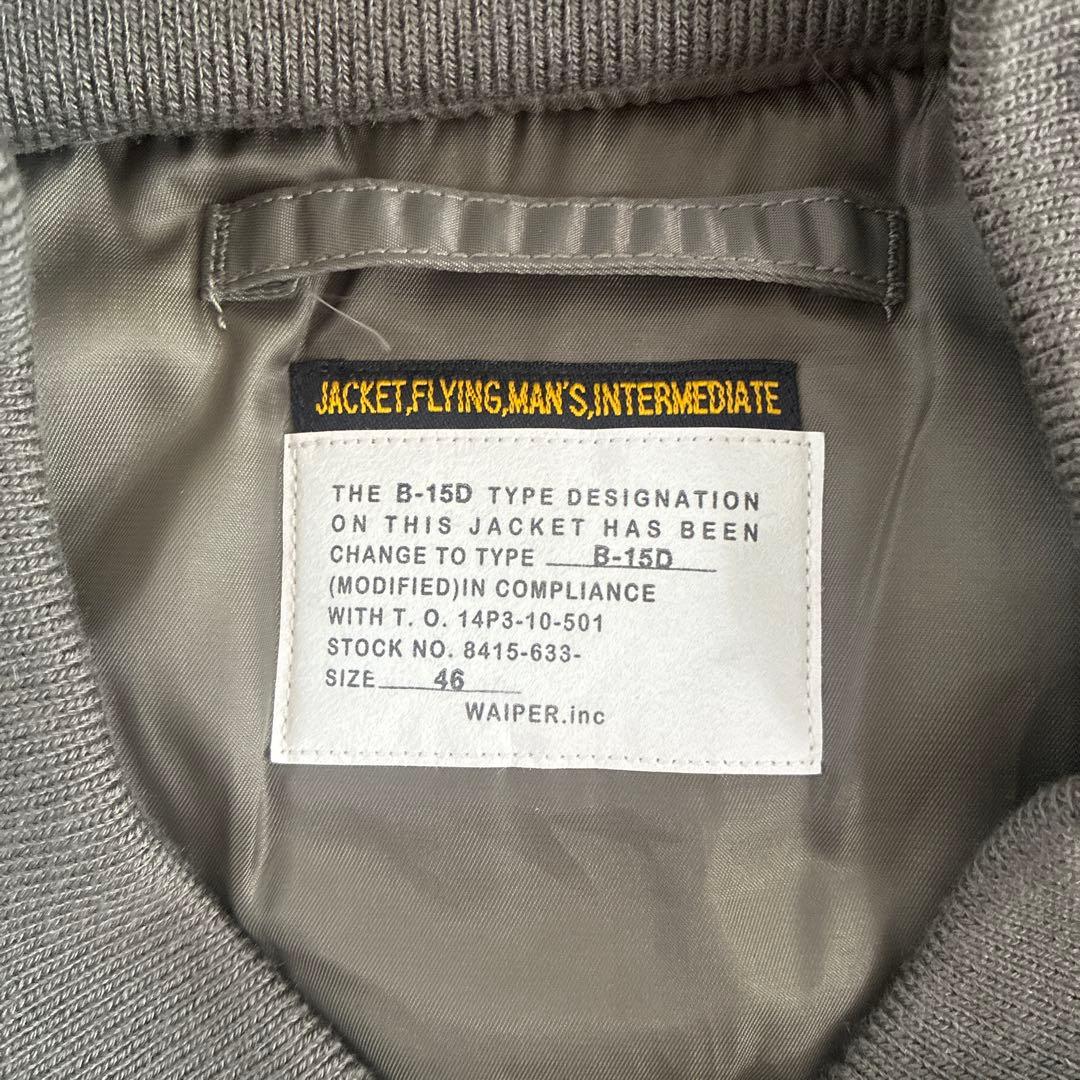 JACKET,FLYING,MAN'S,INTERMEDIATE
THE B-15D TYPE DESIGNATION
ON THIS JACKET HAS BEEN
CHANGE TO TYPE B-15D
(MODIFIED)IN COMPLIANCE
WITH T. O. 14P3-10-501
STOCK NO. 8415-633-
SIZE 46
WAIPER.inc